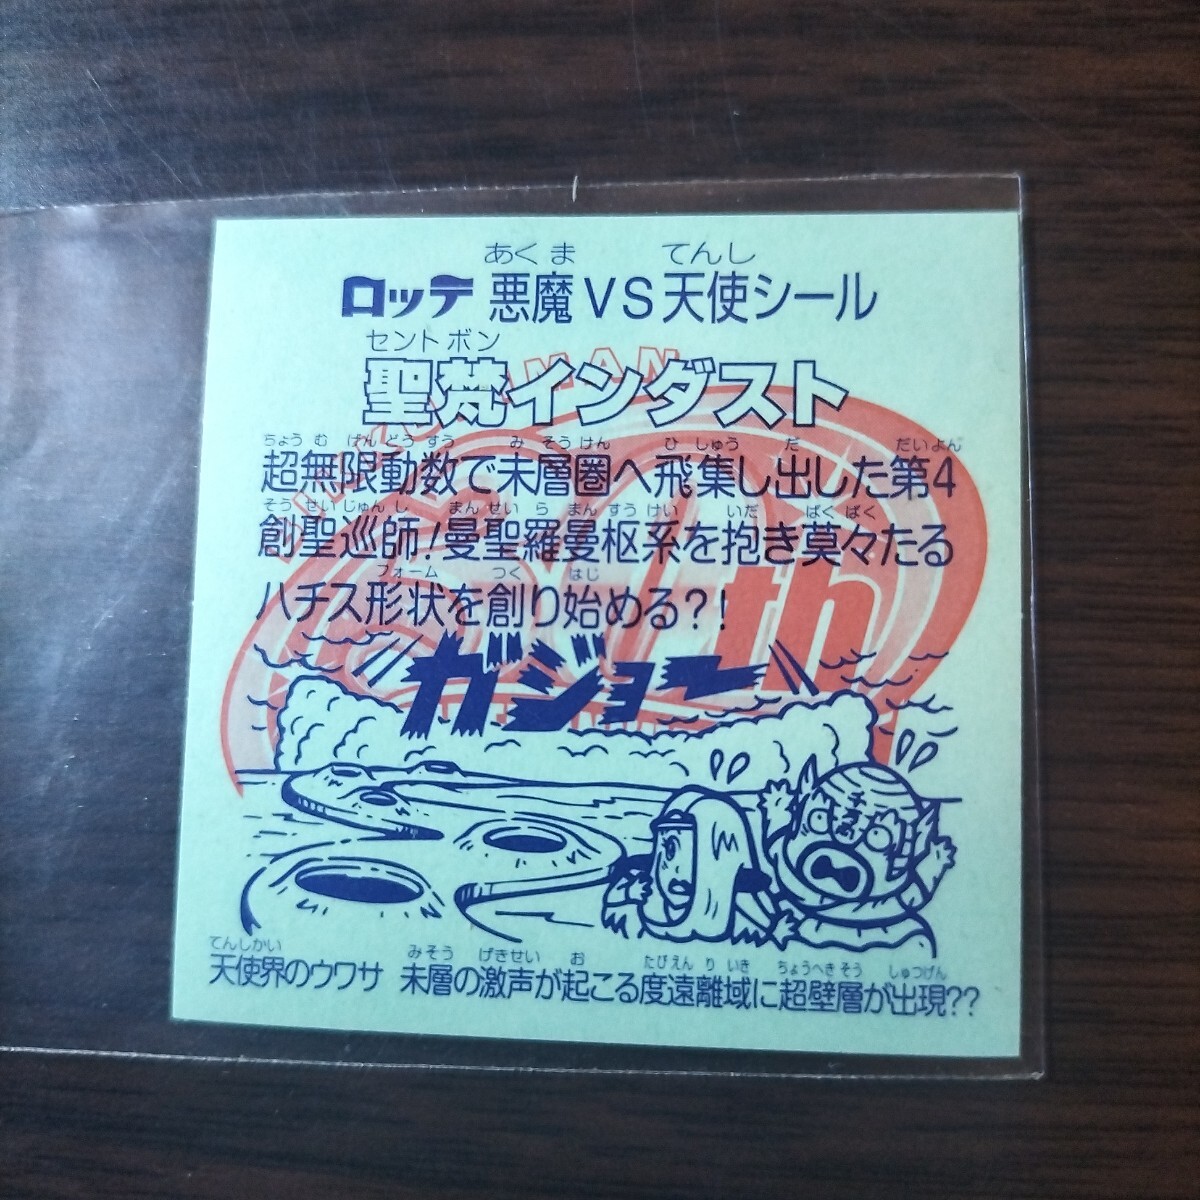 あくま てんし
ロッテ 悪魔VS天使シール
セントボン
聖梵インダスト
ちょうむげんどうすう みそうけん ひしゅう だ だいよん
超無限動数で未層圏へ飛集し出した第4
そうせいじゅんし まんせいらまんすうけい いだ ばくばく
創聖巡師!曼聖羅曼枢系を抱き莫々たる
フォーム つく はじ
ハチス形状を創り始める?!
th
ガジョー
てんしかい みそう げきせい お たびえんりいき ちょうへきそう しゅつげん
天使界のウワサ 未層の激声が起こる度遠離域に超壁層が出現??